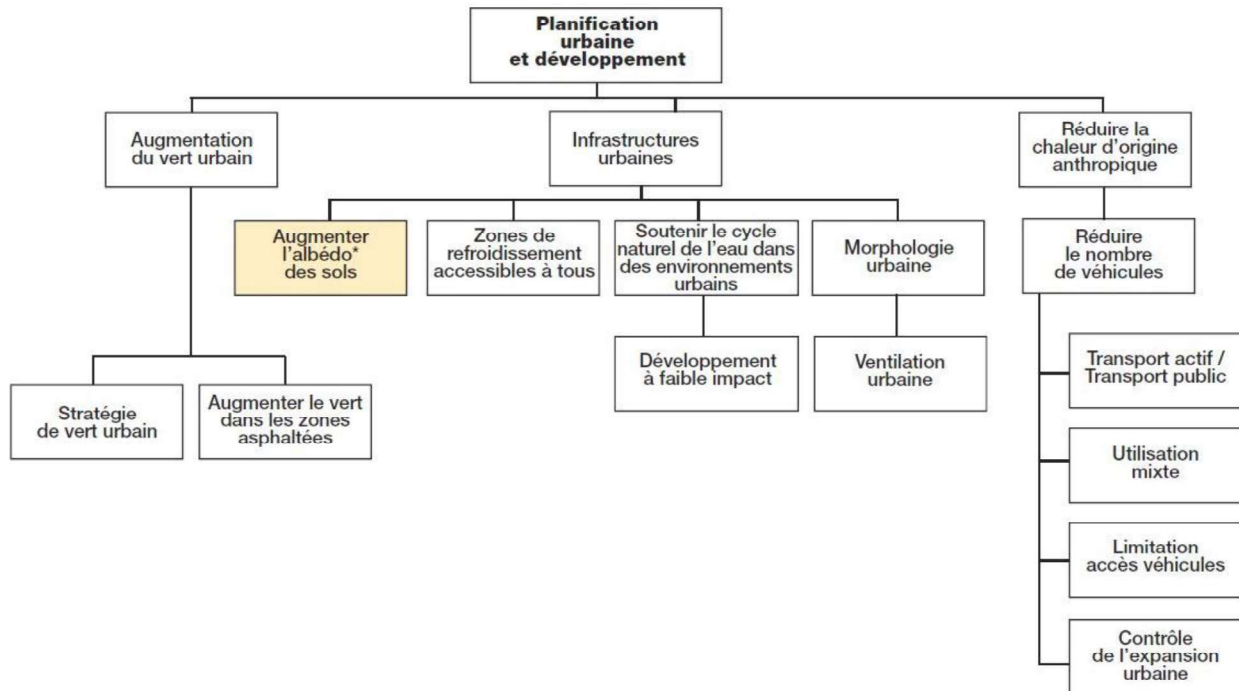 Planification
urbaine
et développement
Augmentation
du vert urbain
Infrastructures
urbaines
Réduire la
chaleur d'origine
anthropique
Augmenter
l'albédo*
des sols
Zones de
refroidissement
accessibles à tous
Soutenir le cycle
naturel de l'eau dans
des environnements
urbains
Morphologie
urbaine
Réduire
le nombre
de véhicules
Développement
à faible impact
Ventilation
urbaine
Transport actif /
Transport public
Stratégie
de vert urbain
Augmenter le vert
dans les zones
asphaltées
Utilisation
mixte
Limitation
accès véhicules
Contrôle
de l'expansion
urbaine